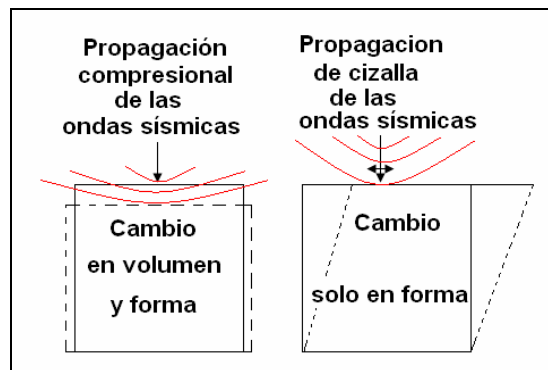 Propagación
compresional
de las
ondas sísmicas
Cambio
en volumen
y forma
Propagacion
de cizalla
de las
ondas sísmicas
Cambio
solo en forma